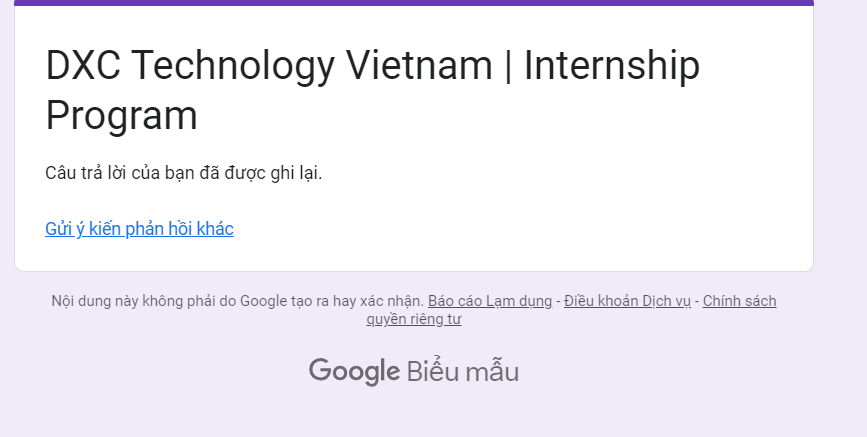 DXC Technology Vietnam | Internship
Program
Câu trả lời của bạn đã được ghi lại.
Gửi ý kiến phản hồi khác
Nội dung này không phải do Google tạo ra hay xác nhận. Báo cáo Lạm dụng - Điều khoản Dịch vụ - Chính sách
quyền riêng tư
Google Biểu mẫu